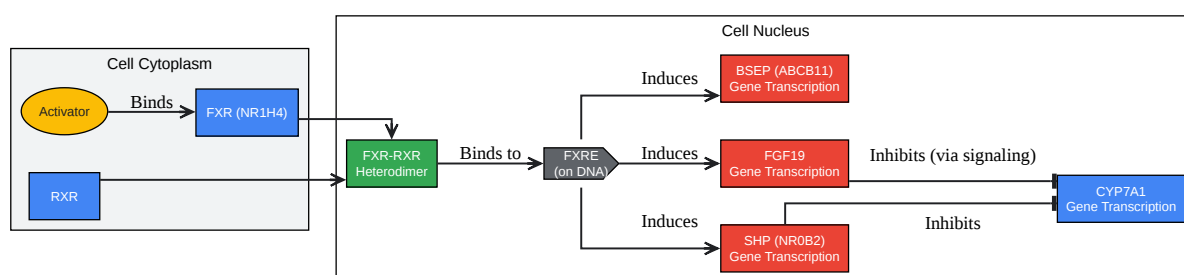 Cell Nucleus
Cell Cytoplasm
Activator
Binds
FXR (NR1H4)
RXR
FXR-RXR
Heterodimer
Binds to
FXRE
(on DNA)
Induces
BSEP (ABCB11)
Gene Transcription
Induces
FGF19
Gene Transcription
Inhibits (via signaling)
Induces
SHP (NR0B2)
Gene Transcription
Inhibits
CYP7A1
Gene Transcription